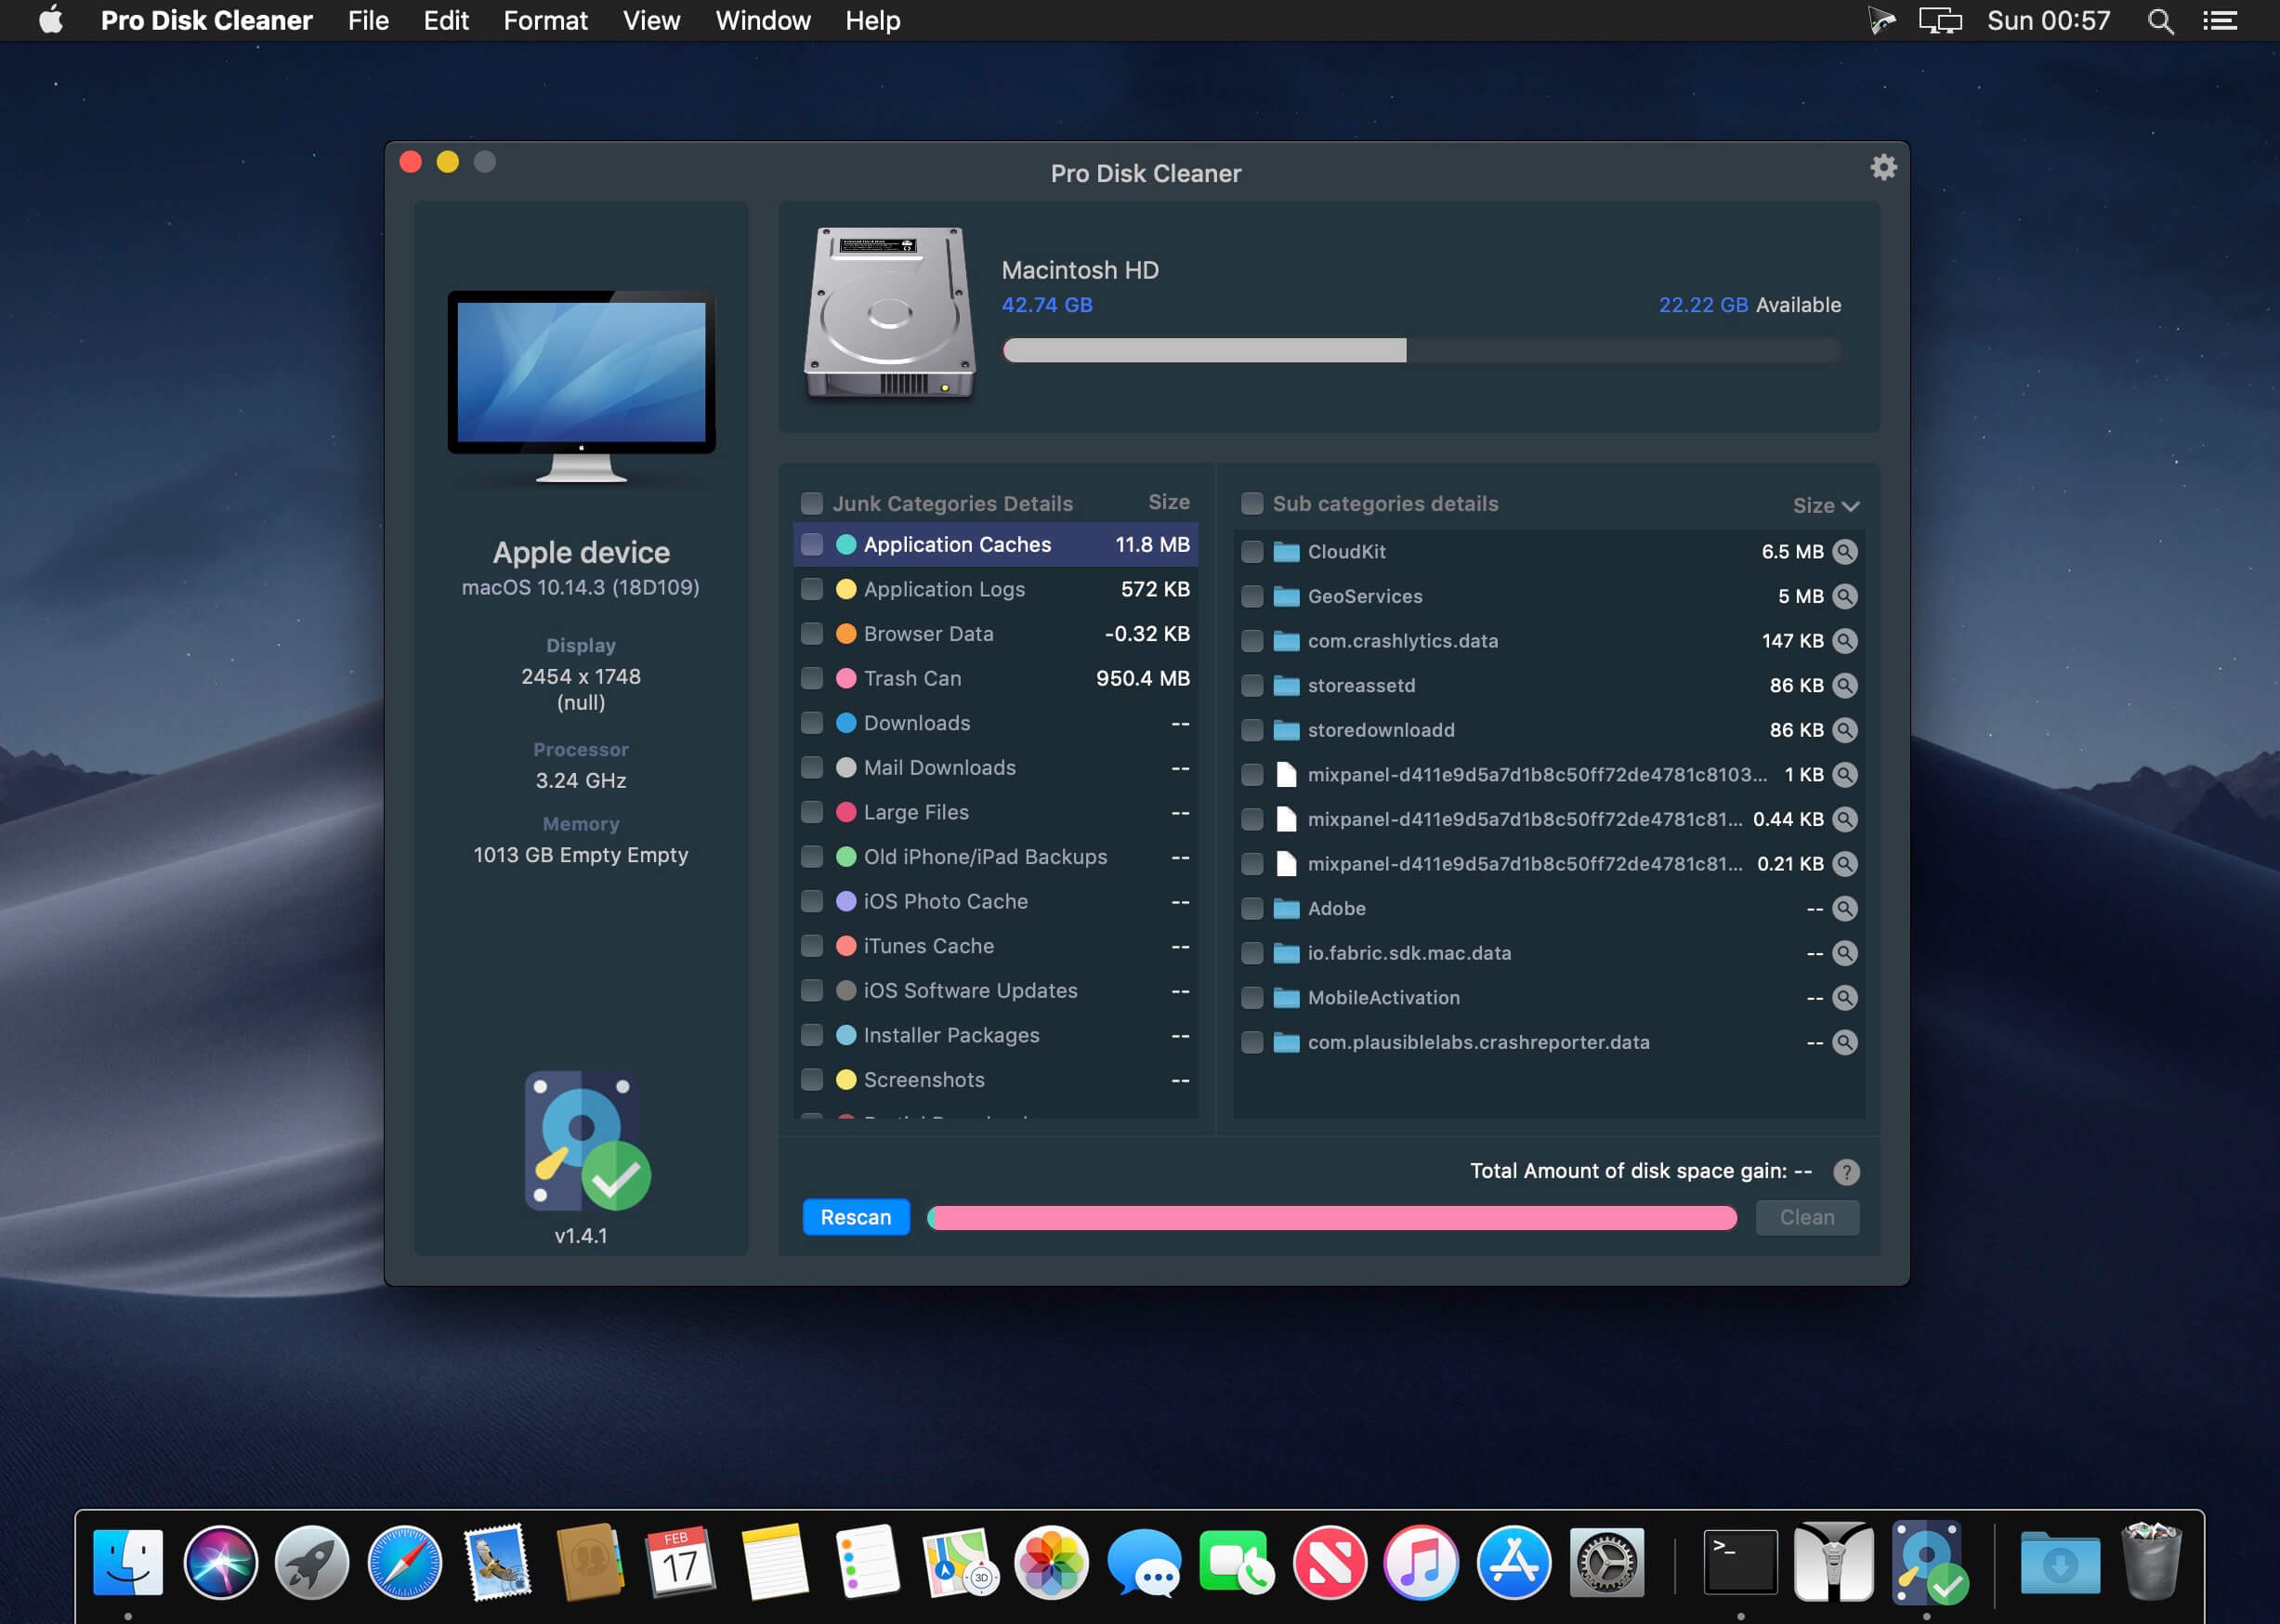 Pro Disk Cleaner File Edit Format View Window Help Sun 00:57
Pro Disk Cleaner
Macintosh HD
42.74 GB 22.22 GB Available
Apple device
macOS 10.14.3 (18D109)
Display
2454 x 1748
(null)
Processor
3.24 GHz
Memory
1013 GB Empty Empty
v1.4.1
Junk Categories Details Size
Application Caches 11.8 MB
Application Logs 572 KB
Browser Data -0.32 KB
Trash Can 950.4 MB
Downloads --
Mail Downloads --
Large Files --
Old iPhone/iPad Backups --
iOS Photo Cache --
iTunes Cache --
iOS Software Updates --
Installer Packages --
Screenshots --
Sub categories details Size
CloudKit 6.5 MB
GeoServices 5 MB
com.crashlytics.data 147 KB
storeassetd 86 KB
storedownloadd 86 KB
mixpanel-d411e9d5a7d1b8c50ff72de4781c8103... 1 KB
mixpanel-d411e9d5a7d1b8c50ff72de4781c81... 0.44 KB
mixpanel-d411e9d5a7d1b8c50ff72de4781c81... 0.21 KB
Adobe --
io.fabric.sdk.mac.data --
MobileActivation --
com.plausiblelabs.crashreporter.data --
Total Amount of disk space gain: -- ?
Rescan Clean
FEB
17
3D
>_